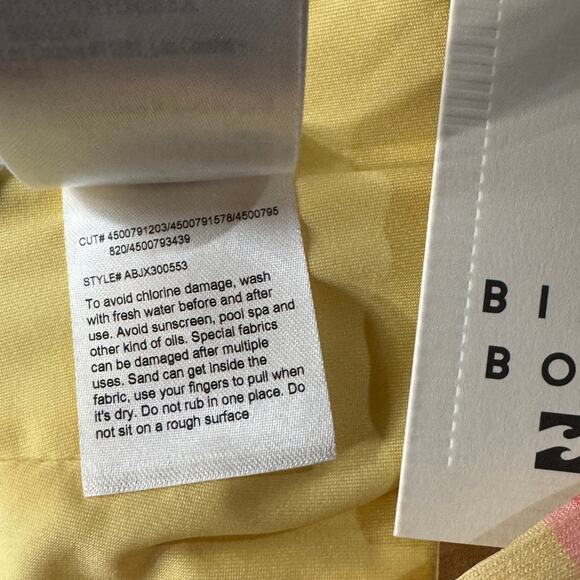 CUT# 4500791203/4500791578/4500795
820/4500793439
STYLE# ABJX300553
To avoid chlorine damage, wash
with fresh water before and after
use. Avoid sunscreen, pool spa and
other kind of oils. Special fabrics
can be damaged after multiple
uses. Sand can get inside the
fabric, use your fingers to pull when
it's dry. Do not rub in one place. Do
not sit on a rough surface
BI
BO